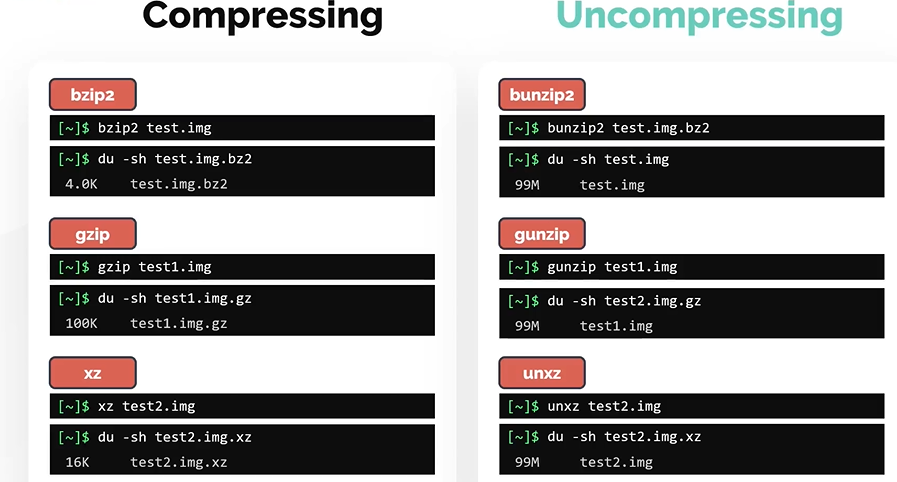 Compressing
bzip2
[~]$ bzip2 test.img
[~]$ du -sh test.img.bz2
4.0K test.img.bz2
gzip
[~]$ gzip test1.img
[~]$ du -sh test1.img.gz
100K test1.img.gz
xz
[~]$ xz test2.img
[~]$ du -sh test2.img.xz
16K test2.img.xz
Uncompressing
bunzip2
[~]$ bunzip2 test.img.bz2
[~]$ du -sh test.img
99M test.img
gunzip
[~]$ gunzip test1.img
[~]$ du -sh test2.img.gz
99M test1.img
unxz
[~]$ unxz test2.img
[~]$ du -sh test2.img.xz
99M test2.img